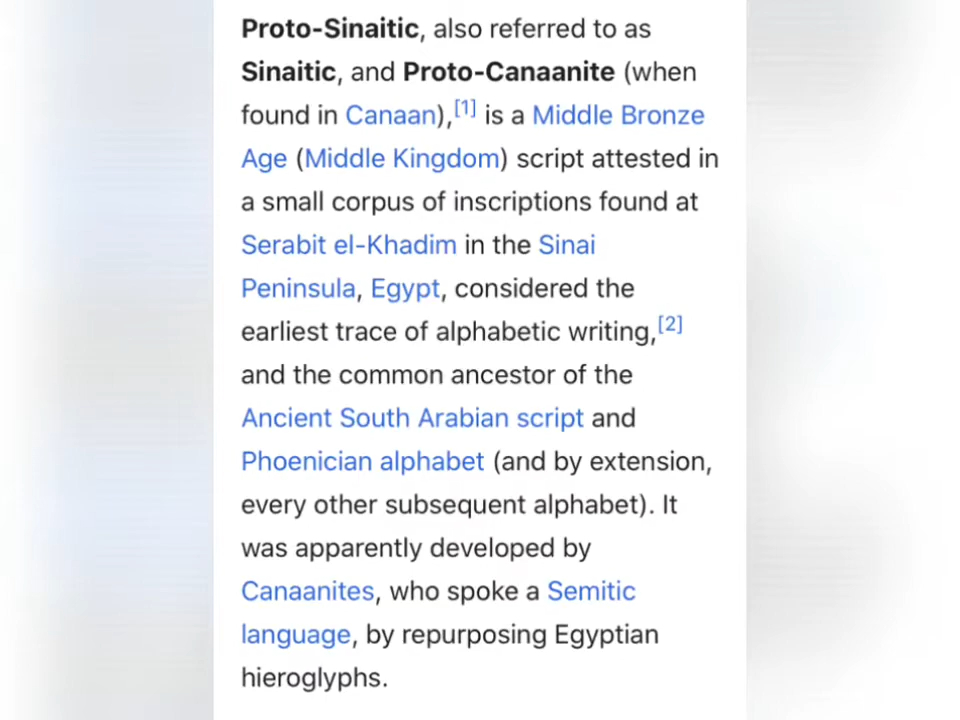 Proto-Sinaitic, also referred to as
Sinaitic, and Proto-Canaanite (when
found in Canaan),[1] is a Middle Bronze
Age (Middle Kingdom) script attested in
a small corpus of inscriptions found at
Serabit el-Khadim in the Sinai
Peninsula, Egypt, considered the
earliest trace of alphabetic writing,[2]
and the common ancestor of the
Ancient South Arabian script and
Phoenician alphabet (and by extension,
every other subsequent alphabet). It
was apparently developed by
Canaanites, who spoke a Semitic
language, by repurposing Egyptian
hieroglyphs.